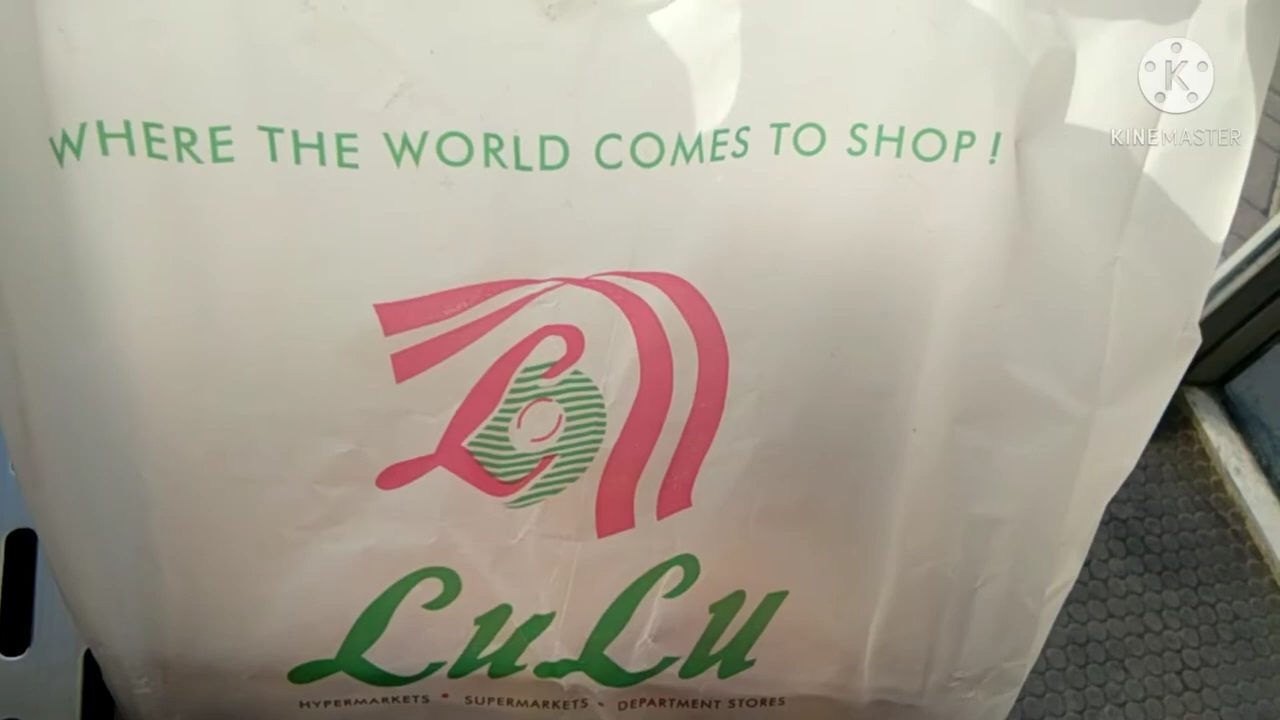 WHERE THE WORLD COMES TO SHOP!
K
KINEMASTER
LuLu
HYPERMARKETS • SUPERMARKETS • DEPARTMENT STORES